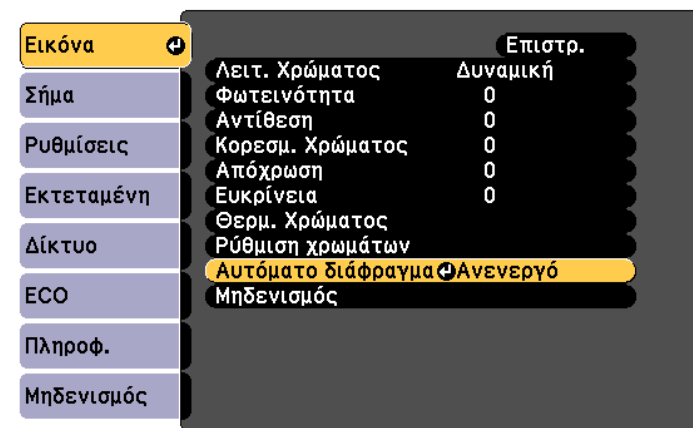 Εικόνα
Σήμα
Ρυθμίσεις
Εκτεταμένη
Δίκτυο
ECO
Πληροφ.
Μηδενισμός
Επιστρ.
Λειτ. Χρώματος Δυναμική
Φωτεινότητα 0
Αντίθεση 0
Κορεσμ. Χρώματος 0
Απόχρωση 0
Ευκρίνεια 0
Θερμ. Χρώματος
Ρύθμιση χρωμάτων
Αυτόματο διάφραγμα Ανενεργό
Μηδενισμός